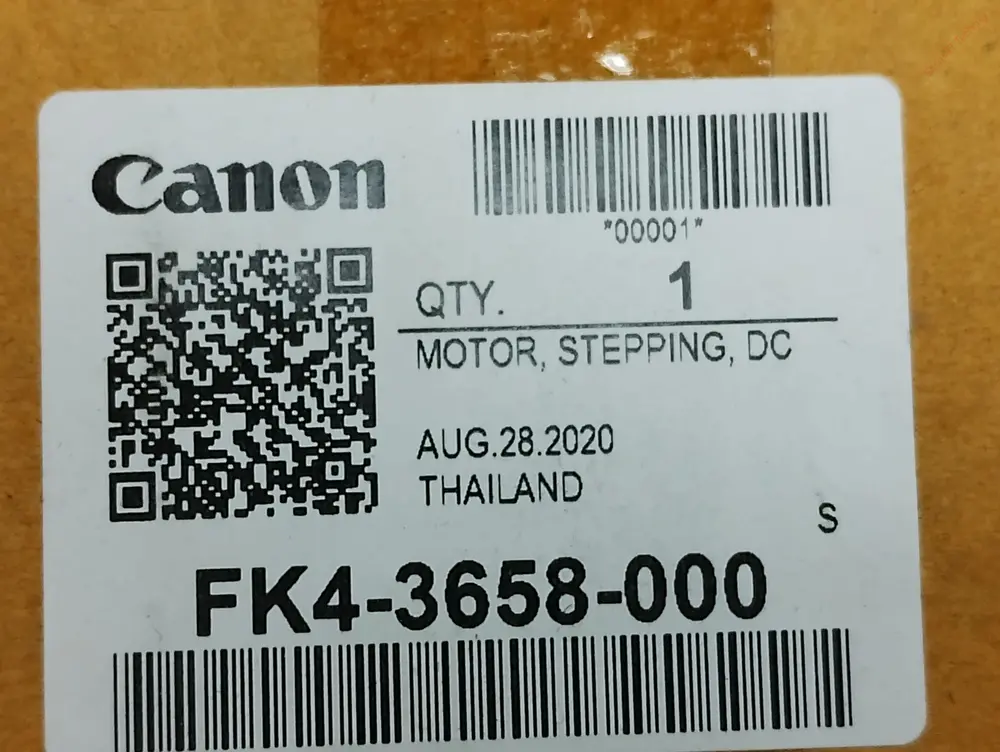 Canon
*00001*
QTY. 1
MOTOR, STEPPING, DC
AUG.28.2020
THAILAND
S
FK4-3658-000